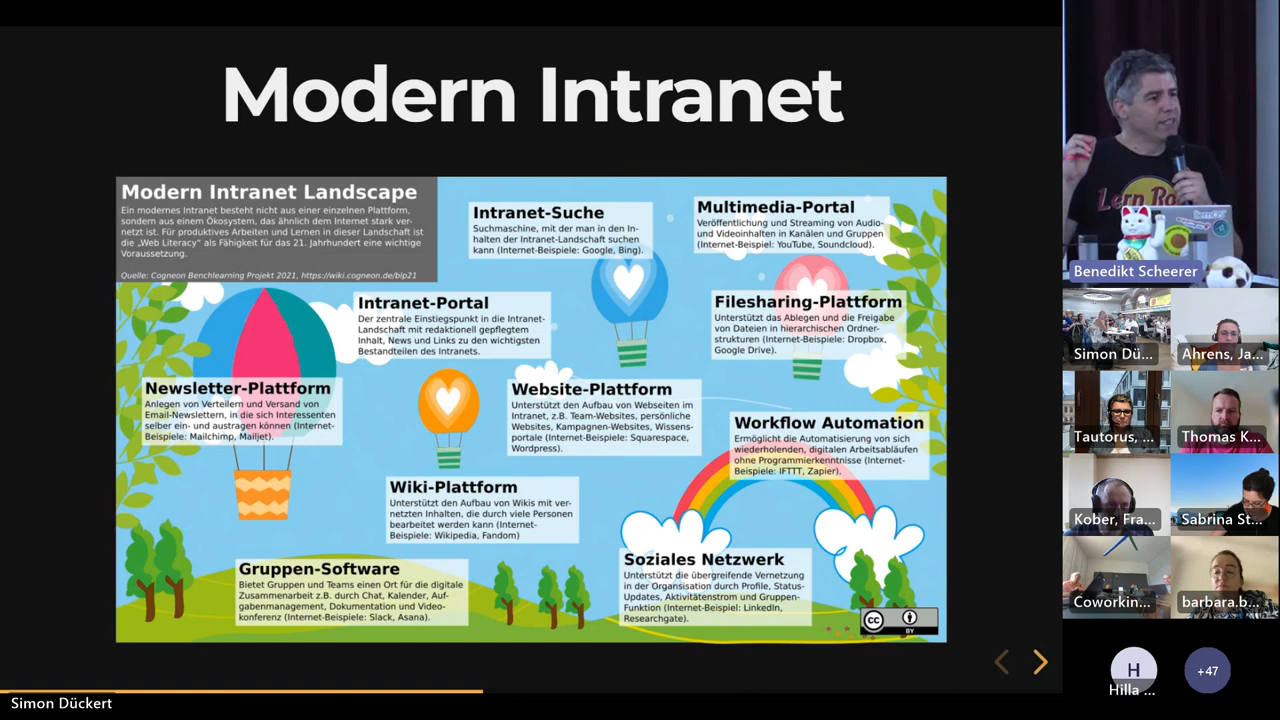 Modern Intranet
Modern Intranet Landscape
Ein modernes Intranet besteht nicht aus einer einzelnen Plattform,
sondern aus einem Ökosystem, das ähnlich dem Internet stark ver-
netzt ist. Für produktives Arbeiten und Lernen in dieser Landschaft ist
die „Web Literacy“ als Fähigkeit für das 21. Jahrhundert eine wichtige
Voraussetzung.
Quelle: Cogneon Benchlearning Projekt 2021, https://wiki.cogneon.de/blp21
Intranet-Suche
Suchmaschine, mit der man in den In-
halten der Intranet-Landschaft suchen
kann (Internet-Beispiele: Google, Bing).
Multimedia-Portal
Veröffentlichung und Streaming von Audio-
und Videoinhalten in Kanälen und Gruppen
(Internet-Beispiel: YouTube, Soundcloud).
Intranet-Portal
Der zentrale Einstiegspunkt in die Intranet-
Landschaft mit redaktionell gepflegtem
Inhalt, News und Links zu den wichtigsten
Bestandteilen des Intranets.
Filesharing-Plattform
Unterstützt das Ablegen und die Freigabe
von Dateien in hierarchischen Ordner-
strukturen (Internet-Beispiele: Dropbox,
Google Drive).
Newsletter-Plattform
Anlegen von Verteilern und Versand von
Email-Newslettern, in die sich Interessenten
selber ein- und austragen können (Internet-
Beispiele: Mailchimp, Mailjet).
Website-Plattform
Unterstützt den Aufbau von Webseiten im
Intranet, z.B. Team-Websites, persönliche
Websites, Kampagnen-Websites, Wissens-
portale (Internet-Beispiele: Squarespace,
Wordpress).
Workflow Automation
Ermöglicht die Automatisierung von sich
wiederholenden, digitalen Arbeitsabläufen
ohne Programmierkenntnisse (Internet-
Beispiele: IFTTT, Zapier).
Wiki-Plattform
Unterstützt den Aufbau von Wikis mit ver-
netzten Inhalten, die durch viele Personen
bearbeitet werden kann (Internet-
Beispiele: Wikipedia, Fandom)
Gruppen-Software
Bietet Gruppen und Teams einen Ort für die digitale
Zusammenarbeit z.B. durch Chat, Kalender, Auf-
gabenmanagement, Dokumentation und Video-
konferenz (Internet-Beispiele: Slack, Asana).
Soziales Netzwerk
Unterstützt die übergreifende Vernetzung
in der Organisation durch Profile, Status-
Updates, Aktivitätenstrom und Gruppen-
Funktion (Internet-Beispiel: LinkedIn,
Researchgate).
cc
BY
Simon Dückert
Benedikt Scheerer
Simon Dü...
Ahrens, Ja...
Tautorus, ...
Thomas K...
Kober, Fra...
Sabrina St...
Coworkin...
barbara.b...
H
Hilla ...
+47